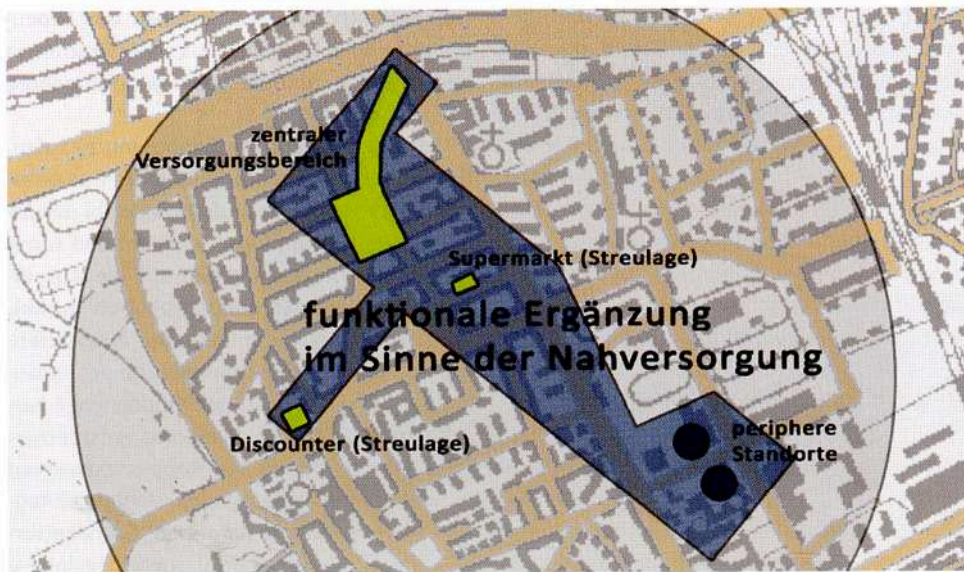 zentraler
Versorgungsbereich
Supermarkt (Streulage)
funktionale Ergänzung
im Sinne der Nahversorgung
Discounter (Streulage)
periphere
Standorte